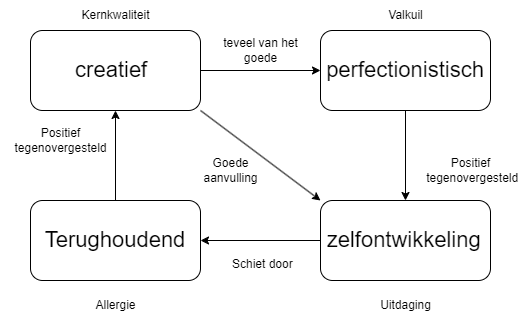 Kernkwaliteit
Valkuil
creatief
teveel van het
goede
perfectionistisch
Positief
tegenovergesteld
Goede
aanvulling
Positief
tegenovergesteld
Terughoudend
Schiet door
zelfontwikkeling
Allergie
Uitdaging